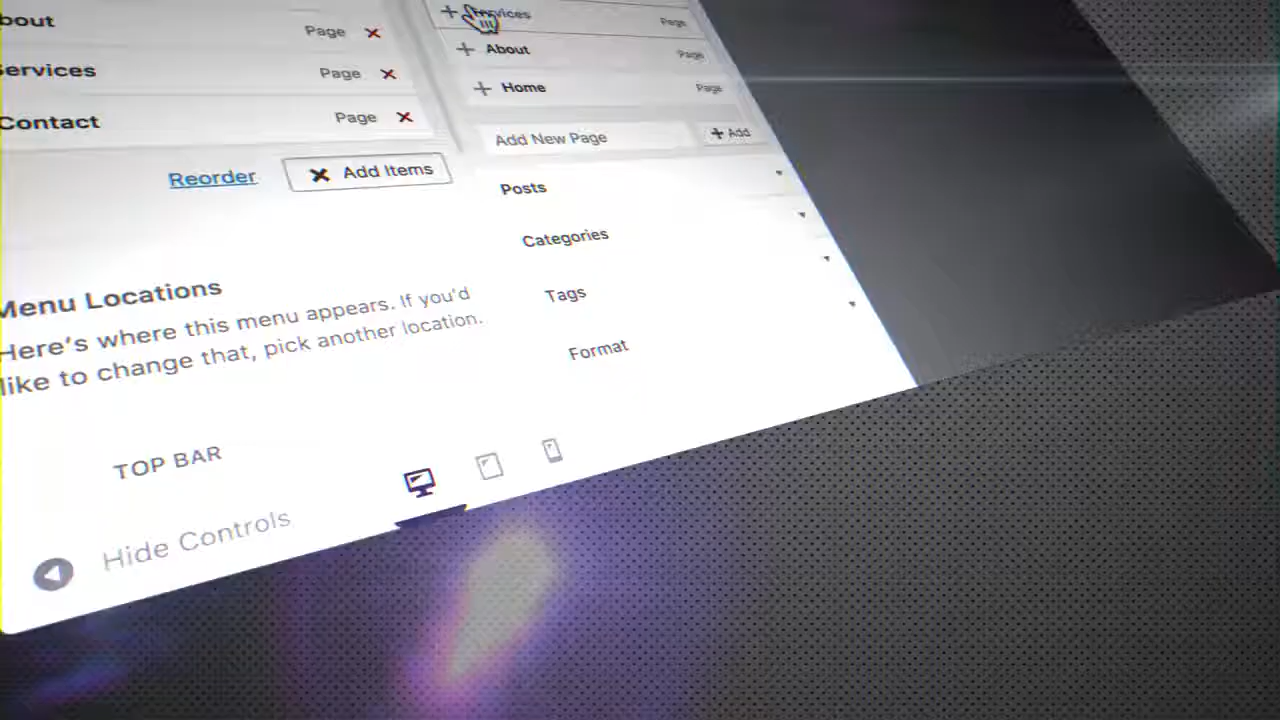 bout Page
ervices Page
Contact Page
Reorder Add Items
Menu Locations
Here's where this menu appears. If you'd
like to change that, pick another location.
TOP BAR
Hide Controls
Services Page
About Page
Home Page
Add New Page Add
Posts
Categories
Tags
Format